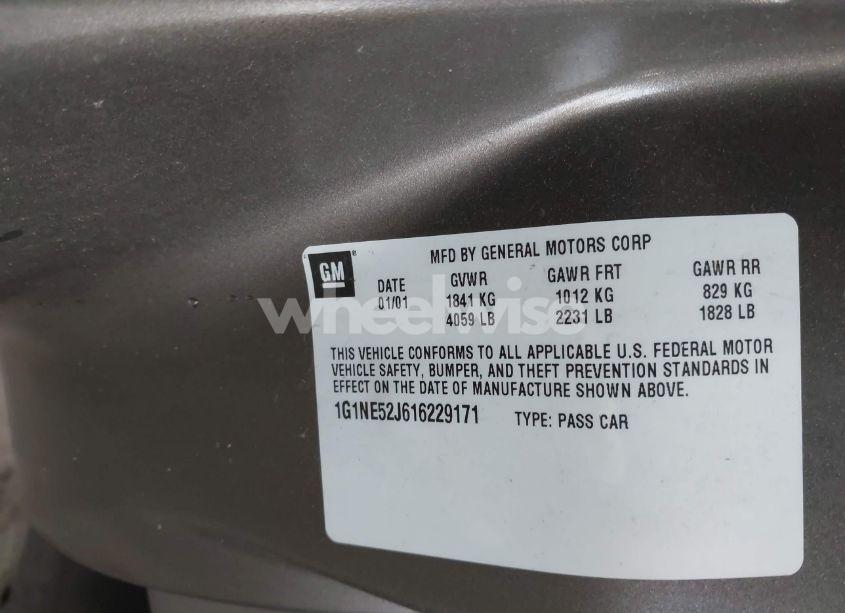 MFD BY GENERAL MOTORS CORP
GM®
DATE GVWR GAWR FRT GAWR RR
01/01 1841 KG 1012 KG 829 KG
4059 LB 2231 LB 1828 LB
THIS VEHICLE CONFORMS TO ALL APPLICABLE U.S. FEDERAL MOTOR
VEHICLE SAFETY, BUMPER, AND THEFT PREVENTION STANDARDS IN
EFFECT ON THE DATE OF MANUFACTURE SHOWN ABOVE.
1G1NE52J616229171 TYPE: PASS CAR
wheelwise